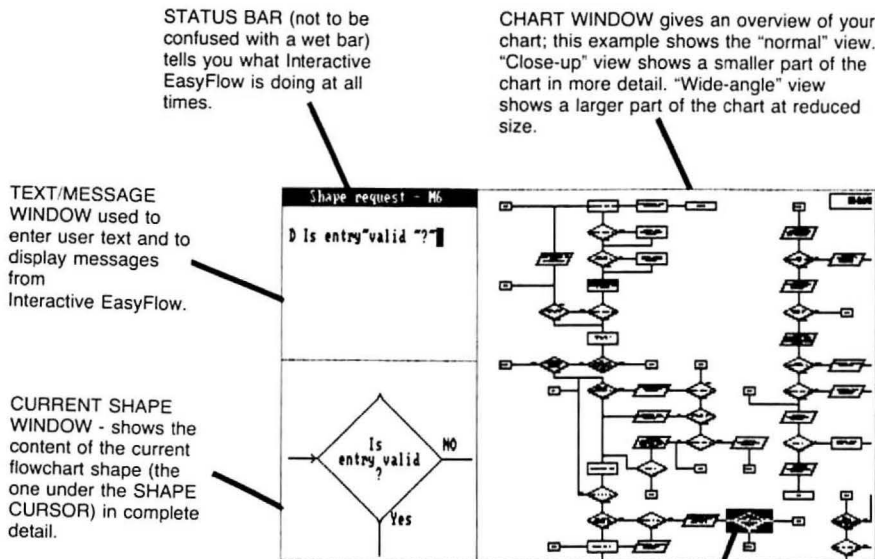 STATUS BAR (not to be
confused with a wet bar)
tells you what Interactive
EasyFlow is doing at all
times.
CHART WINDOW gives an overview of your
chart; this example shows the “normal” view.
“Close-up” view shows a smaller part of the
chart in more detail. “Wide-angle” view
shows a larger part of the chart at reduced
size.
TEXT/MESSAGE
WINDOW used to
enter user text and to
display messages
from
Interactive EasyFlow.
Shape request - M6
D Is entry"valid "?"
CURRENT SHAPE
WINDOW - shows the
content of the current
flowchart shape (the
one under the SHAPE
CURSOR) in complete
detail.
Is
entry valid
?
NO
Yes